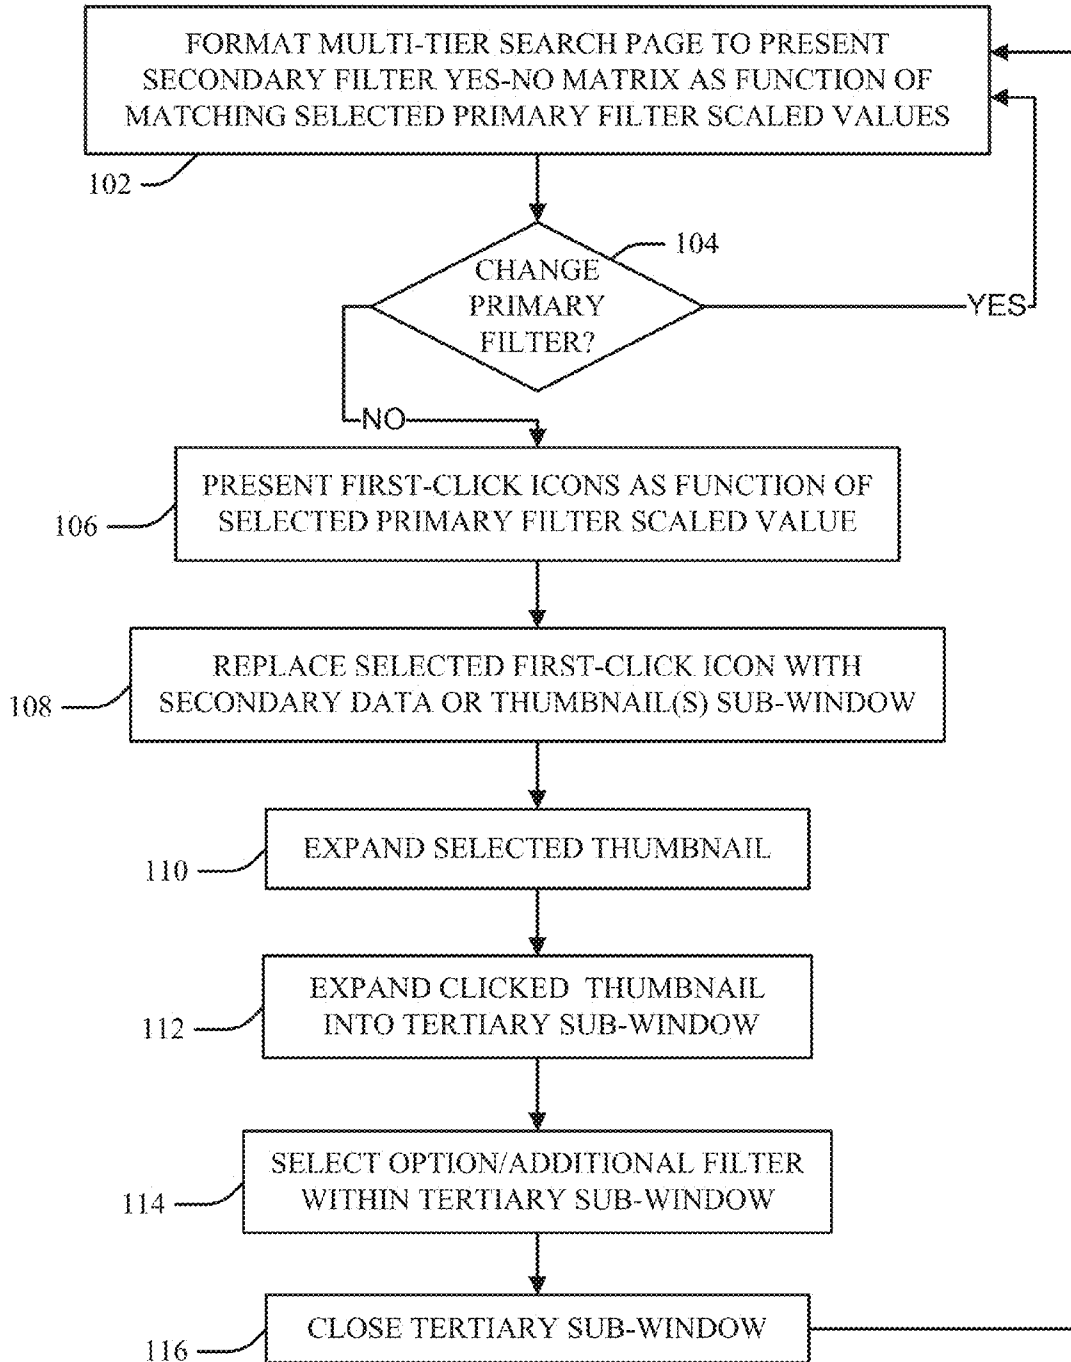 FORMAT MULTI-TIER SEARCH PAGE TO PRESENT
SECONDARY FILTER YES-NO MATRIX AS FUNCTION OF
MATCHING SELECTED PRIMARY FILTER SCALED VALUES
102
104
CHANGE
PRIMARY
FILTER?
YES
NO
PRESENT FIRST-CLICK ICONS AS FUNCTION OF
SELECTED PRIMARY FILTER SCALED VALUE
106
REPLACE SELECTED FIRST-CLICK ICON WITH
SECONDARY DATA OR THUMBNAIL(S) SUB-WINDOW
108
EXPAND SELECTED THUMBNAIL
110
EXPAND CLICKED THUMBNAIL
INTO TERTIARY SUB-WINDOW
112
SELECT OPTION/ADDITIONAL FILTER
WITHIN TERTIARY SUB-WINDOW
114
CLOSE TERTIARY SUB-WINDOW
116